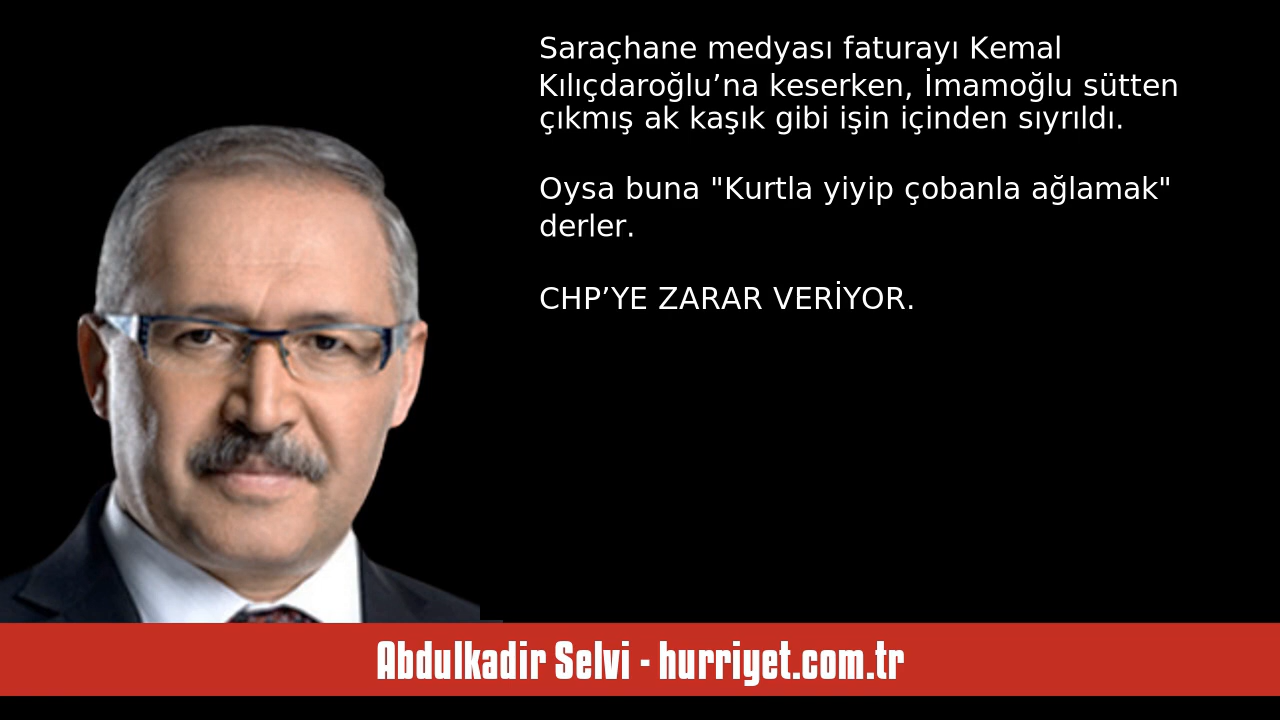 Saraçhane medyası faturayı Kemal
Kılıçdaroğlu’na keserken, İmamoğlu sütten
çıkmış ak kaşık gibi işin içinden sıyrıldı.
Oysa buna "Kurtla yiyip çobanla ağlamak"
derler.
CHP’YE ZARAR VERİYOR.
Abdulkadir Selvi - hurriyet.com.tr